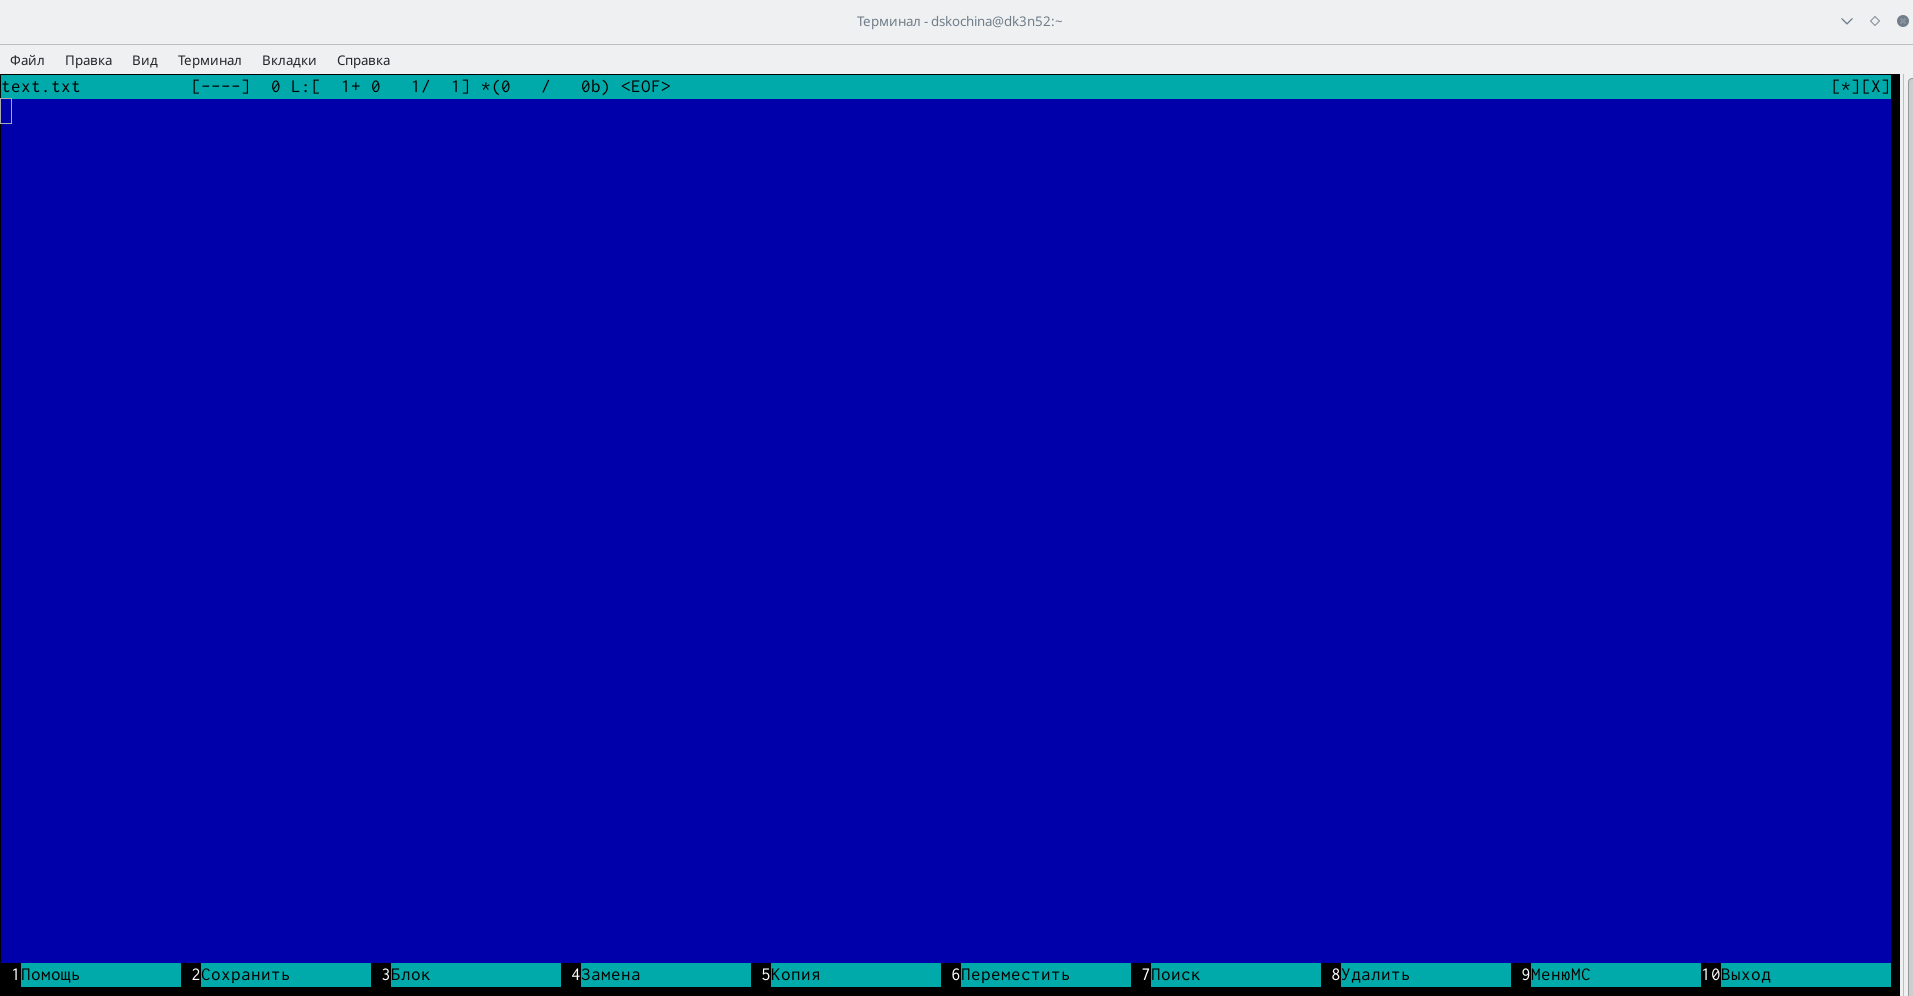 Терминал - dskochina@dk3n52:~
Файл Правка Вид Терминал Вкладки Справка
text.txt [----] 0 L:[ 1+ 0 1/ 1] *(0 / 0b) <EOF> [*][X]
1Помощь 2Сохранить 3Блок 4Замена 5Копия 6Переместить 7Поиск 8Удалить 9МенюMC 10Выход